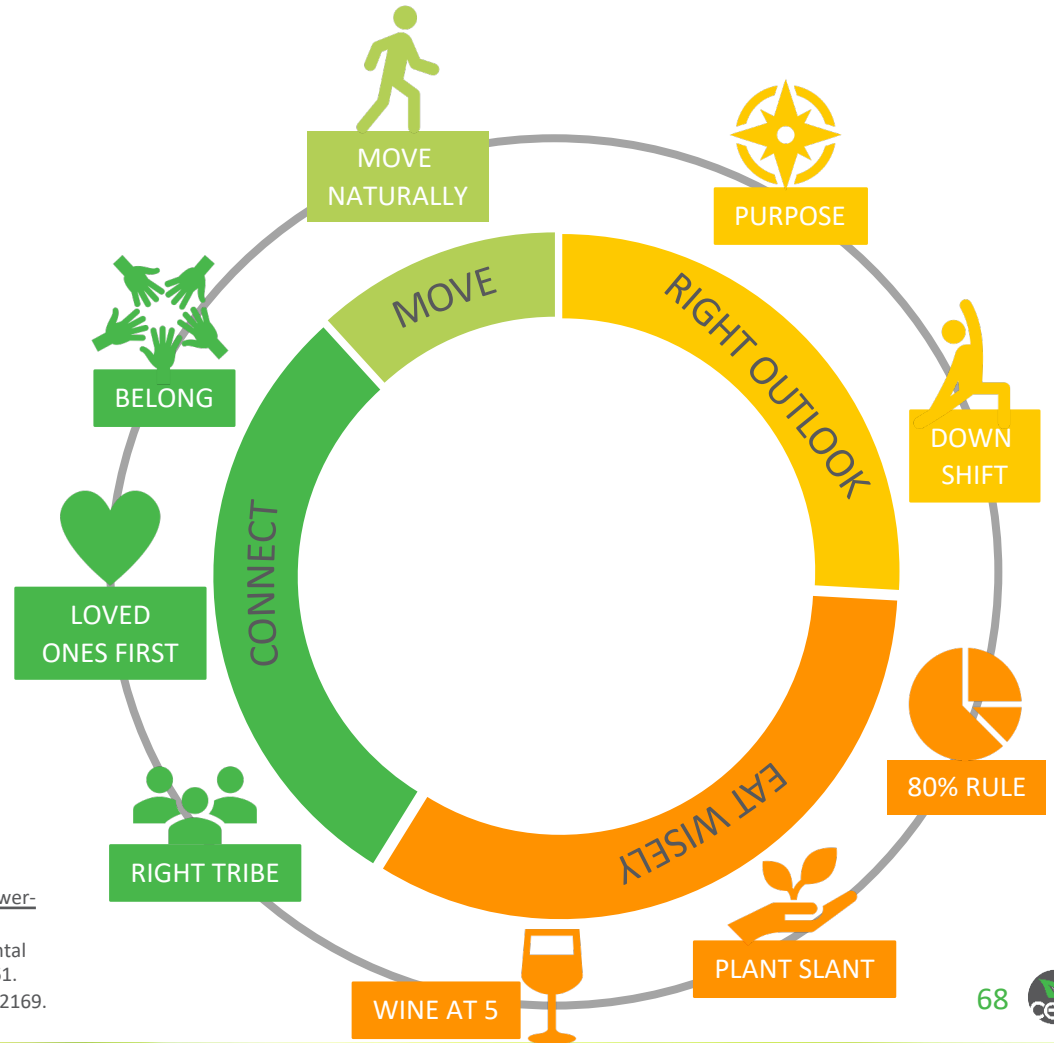 MOVE
NATURALLY
PURPOSE
MOVE
RIGHT OUTLOOK
BELONG
DOWN
SHIFT
CONNECT
LOVED
ONES FIRST
80% RULE
EAT WISELY
RIGHT TRIBE
PLANT SLANT
WINE AT 5
2169.
68